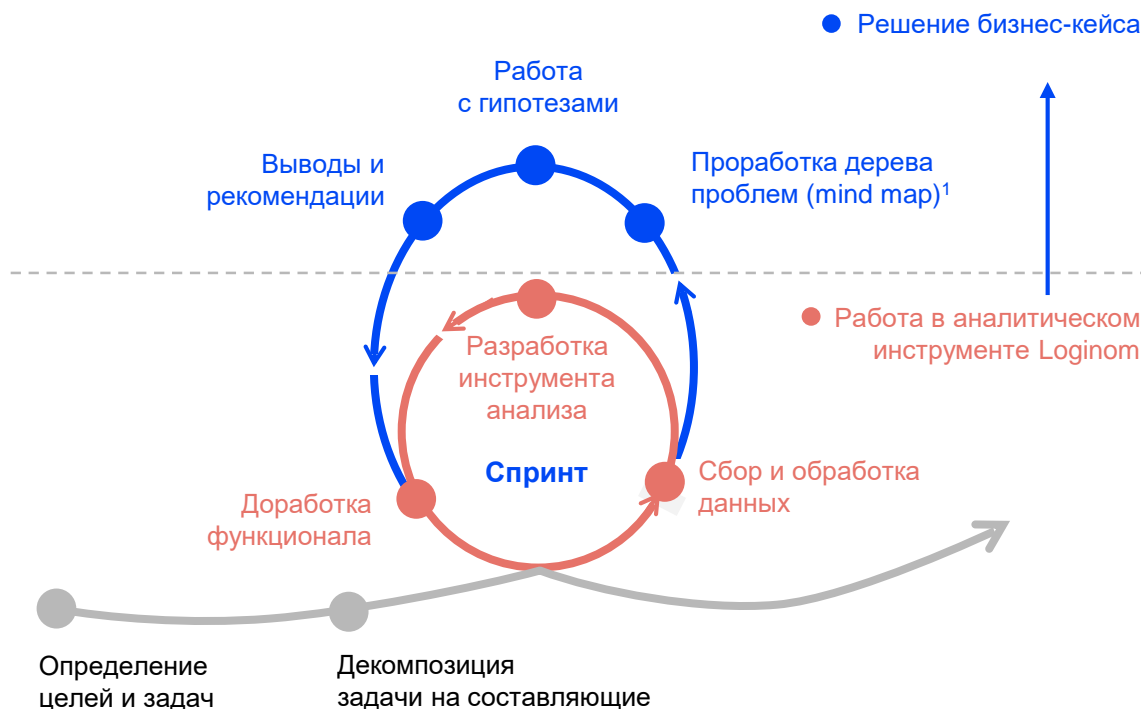 Решение бизнес-кейса
Работа
с гипотезами
Выводы и
рекомендации
Проработка дерева
проблем (mind map)¹
Работа в аналитическом
инструменте Loginom
Разработка
инструмента
анализа
Спринт
Сбор и обработка
данных
Доработка
функционала
Определение
целей и задач
Декомпозиция
задачи на составляющие